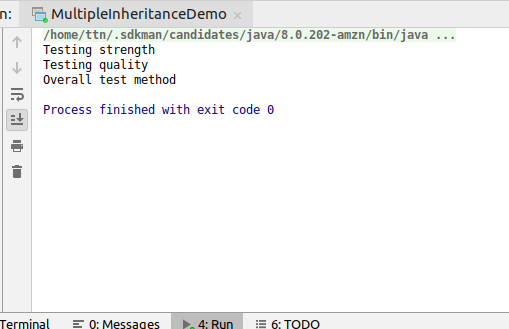 n: MultipleInheritanceDemo ×
/home/ttn/.sdkman/candidates/java/8.0.202-amzn/bin/java ...
Testing strength
Testing quality
Overall test method
Process finished with exit code 0
Terminal 0: Messages 4: Run 6: TODO